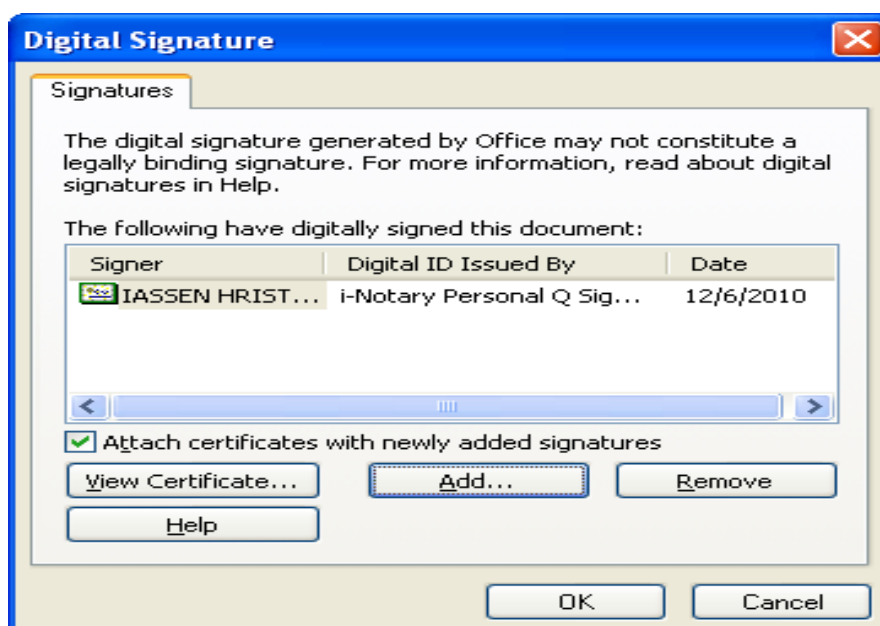 Digital Signature
Signatures
The digital signature generated by Office may not constitute a
legally binding signature. For more information, read about digital
signatures in Help.
The following have digitally signed this document:
Signer Digital ID Issued By Date
IASSEN HRIST... i-Notary Personal Q Sig... 12/6/2010
Attach certificates with newly added signatures
View Certificate... Add... Remove
Help
OK Cancel